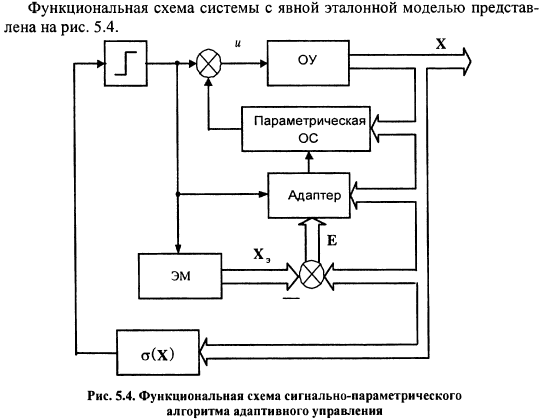 Функциональная схема системы с явной эталонной моделью представ-
лена на рис. 5.4.
u
ОУ
X
Параметрическая
ОС
Адаптер
E
ЭМ
Xэ
σ(X)
Рис. 5.4. Функциональная схема сигнально-параметрического
алгоритма адаптивного управления